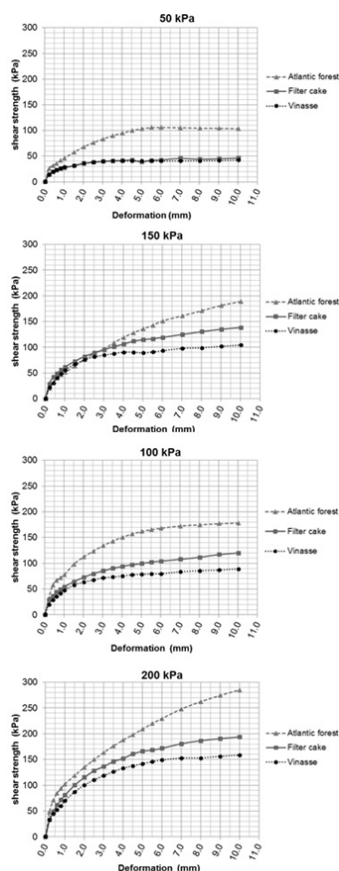 50 kPa
300
250
200
150
100
50
0
shear strength (kPa)
0.0 1.0 2.0 3.0 4.0 5.0 6.0 7.0 8.0 9.0 10.0 11.0
Deformation (mm)
Atlantic forest
Filter cake
Vinasse
150 kPa
300
250
200
150
100
50
0
shear strength (kPa)
0.0 1.0 2.0 3.0 4.0 5.0 6.0 7.0 8.0 9.0 10.0 11.0
Deformation (mm)
Atlantic forest
Filter cake
Vinasse
100 kPa
300
250
200
150
100
50
0
shear strength (kPa)
0.0 1.0 2.0 3.0 4.0 5.0 6.0 7.0 8.0 9.0 10.0 11.0
Deformation (mm)
Atlantic forest
Filter cake
Vinasse
200 kPa
300
250
200
150
100
50
0
shear strength (kPa)
0.0 1.0 2.0 3.0 4.0 5.0 6.0 7.0 8.0 9.0 10.0 11.0
Deformation (mm)
Atlantic forest
Filter cake
Vinasse